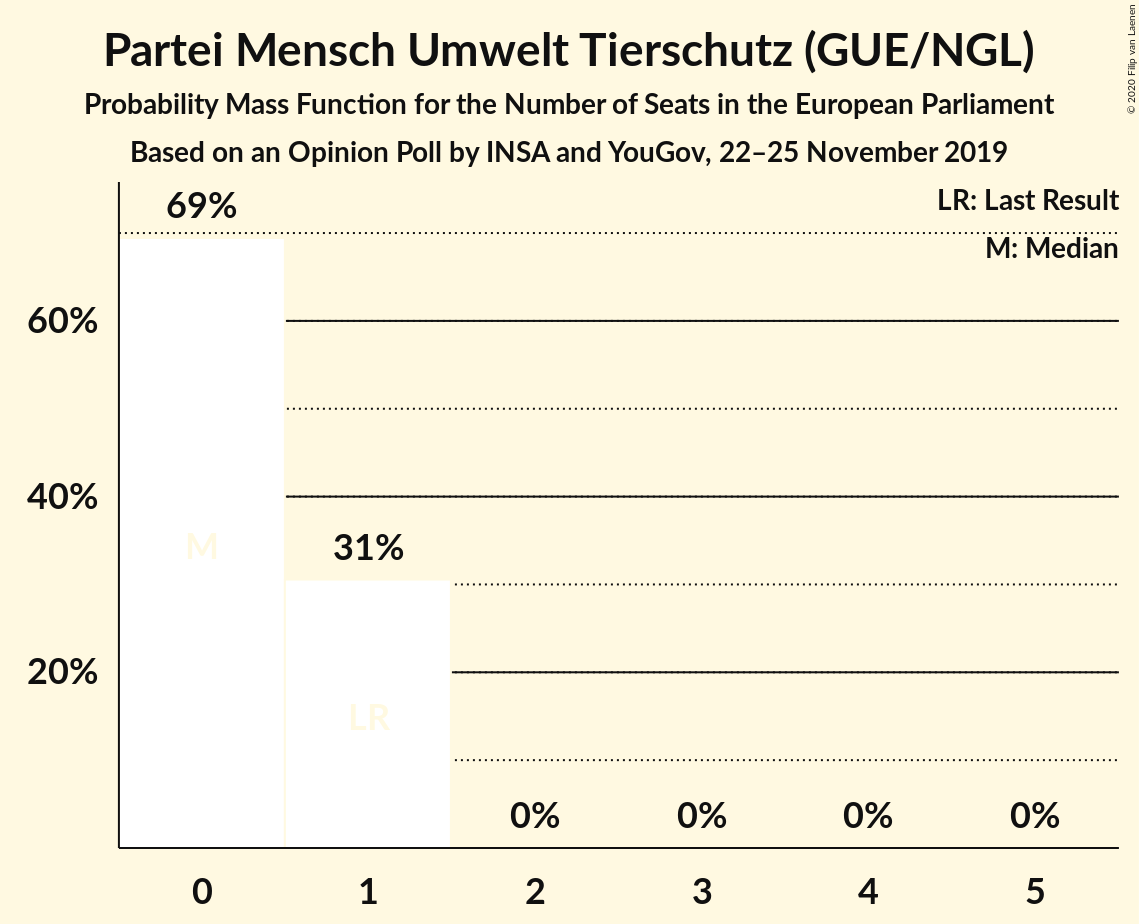 Partei Mensch Umwelt Tierschutz (GUE/NGL)
Probability Mass Function for the Number of Seats in the European Parliament
Based on an Opinion Poll by INSA and YouGov, 22–25 November 2019
© 2020 Filip van Laenen
LR: Last Result
M: Median
69%
60%
40%
20%
M
31%
LR
0% 0% 0% 0%
0 1 2 3 4 5